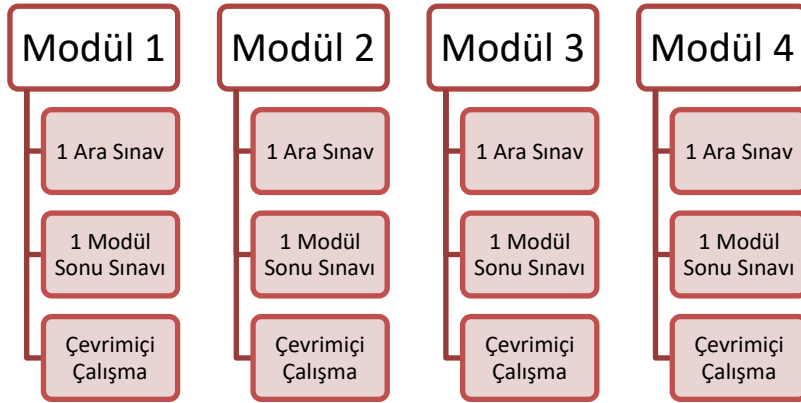 Modül 1
1 Ara Sınav
1 Modül
Sonu Sınavı
Çevrimiçi
Çalışma
Modül 2
1 Ara Sınav
1 Modül
Sonu Sınavı
Çevrimiçi
Çalışma
Modül 3
1 Ara Sınav
1 Modül
Sonu Sınavı
Çevrimiçi
Çalışma
Modül 4
1 Ara Sınav
1 Modül
Sonu Sınavı
Çevrimiçi
Çalışma